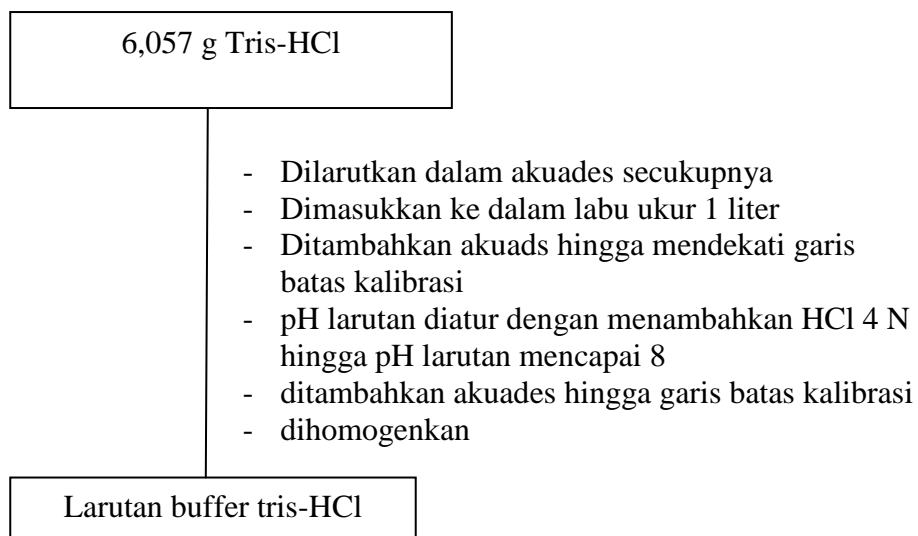 6,057 g Tris-HCl
- Dilarutkan dalam akuades secukupnya
- Dimasukkan ke dalam labu ukur 1 liter
- Ditambahkan akuads hingga mendekati garis
batas kalibrasi
- pH larutan diatur dengan menambahkan HCl 4 N
hingga pH larutan mencapai 8
- ditambahkan akuades hingga garis batas kalibrasi
- dihomogenkan
Larutan buffer tris-HCl